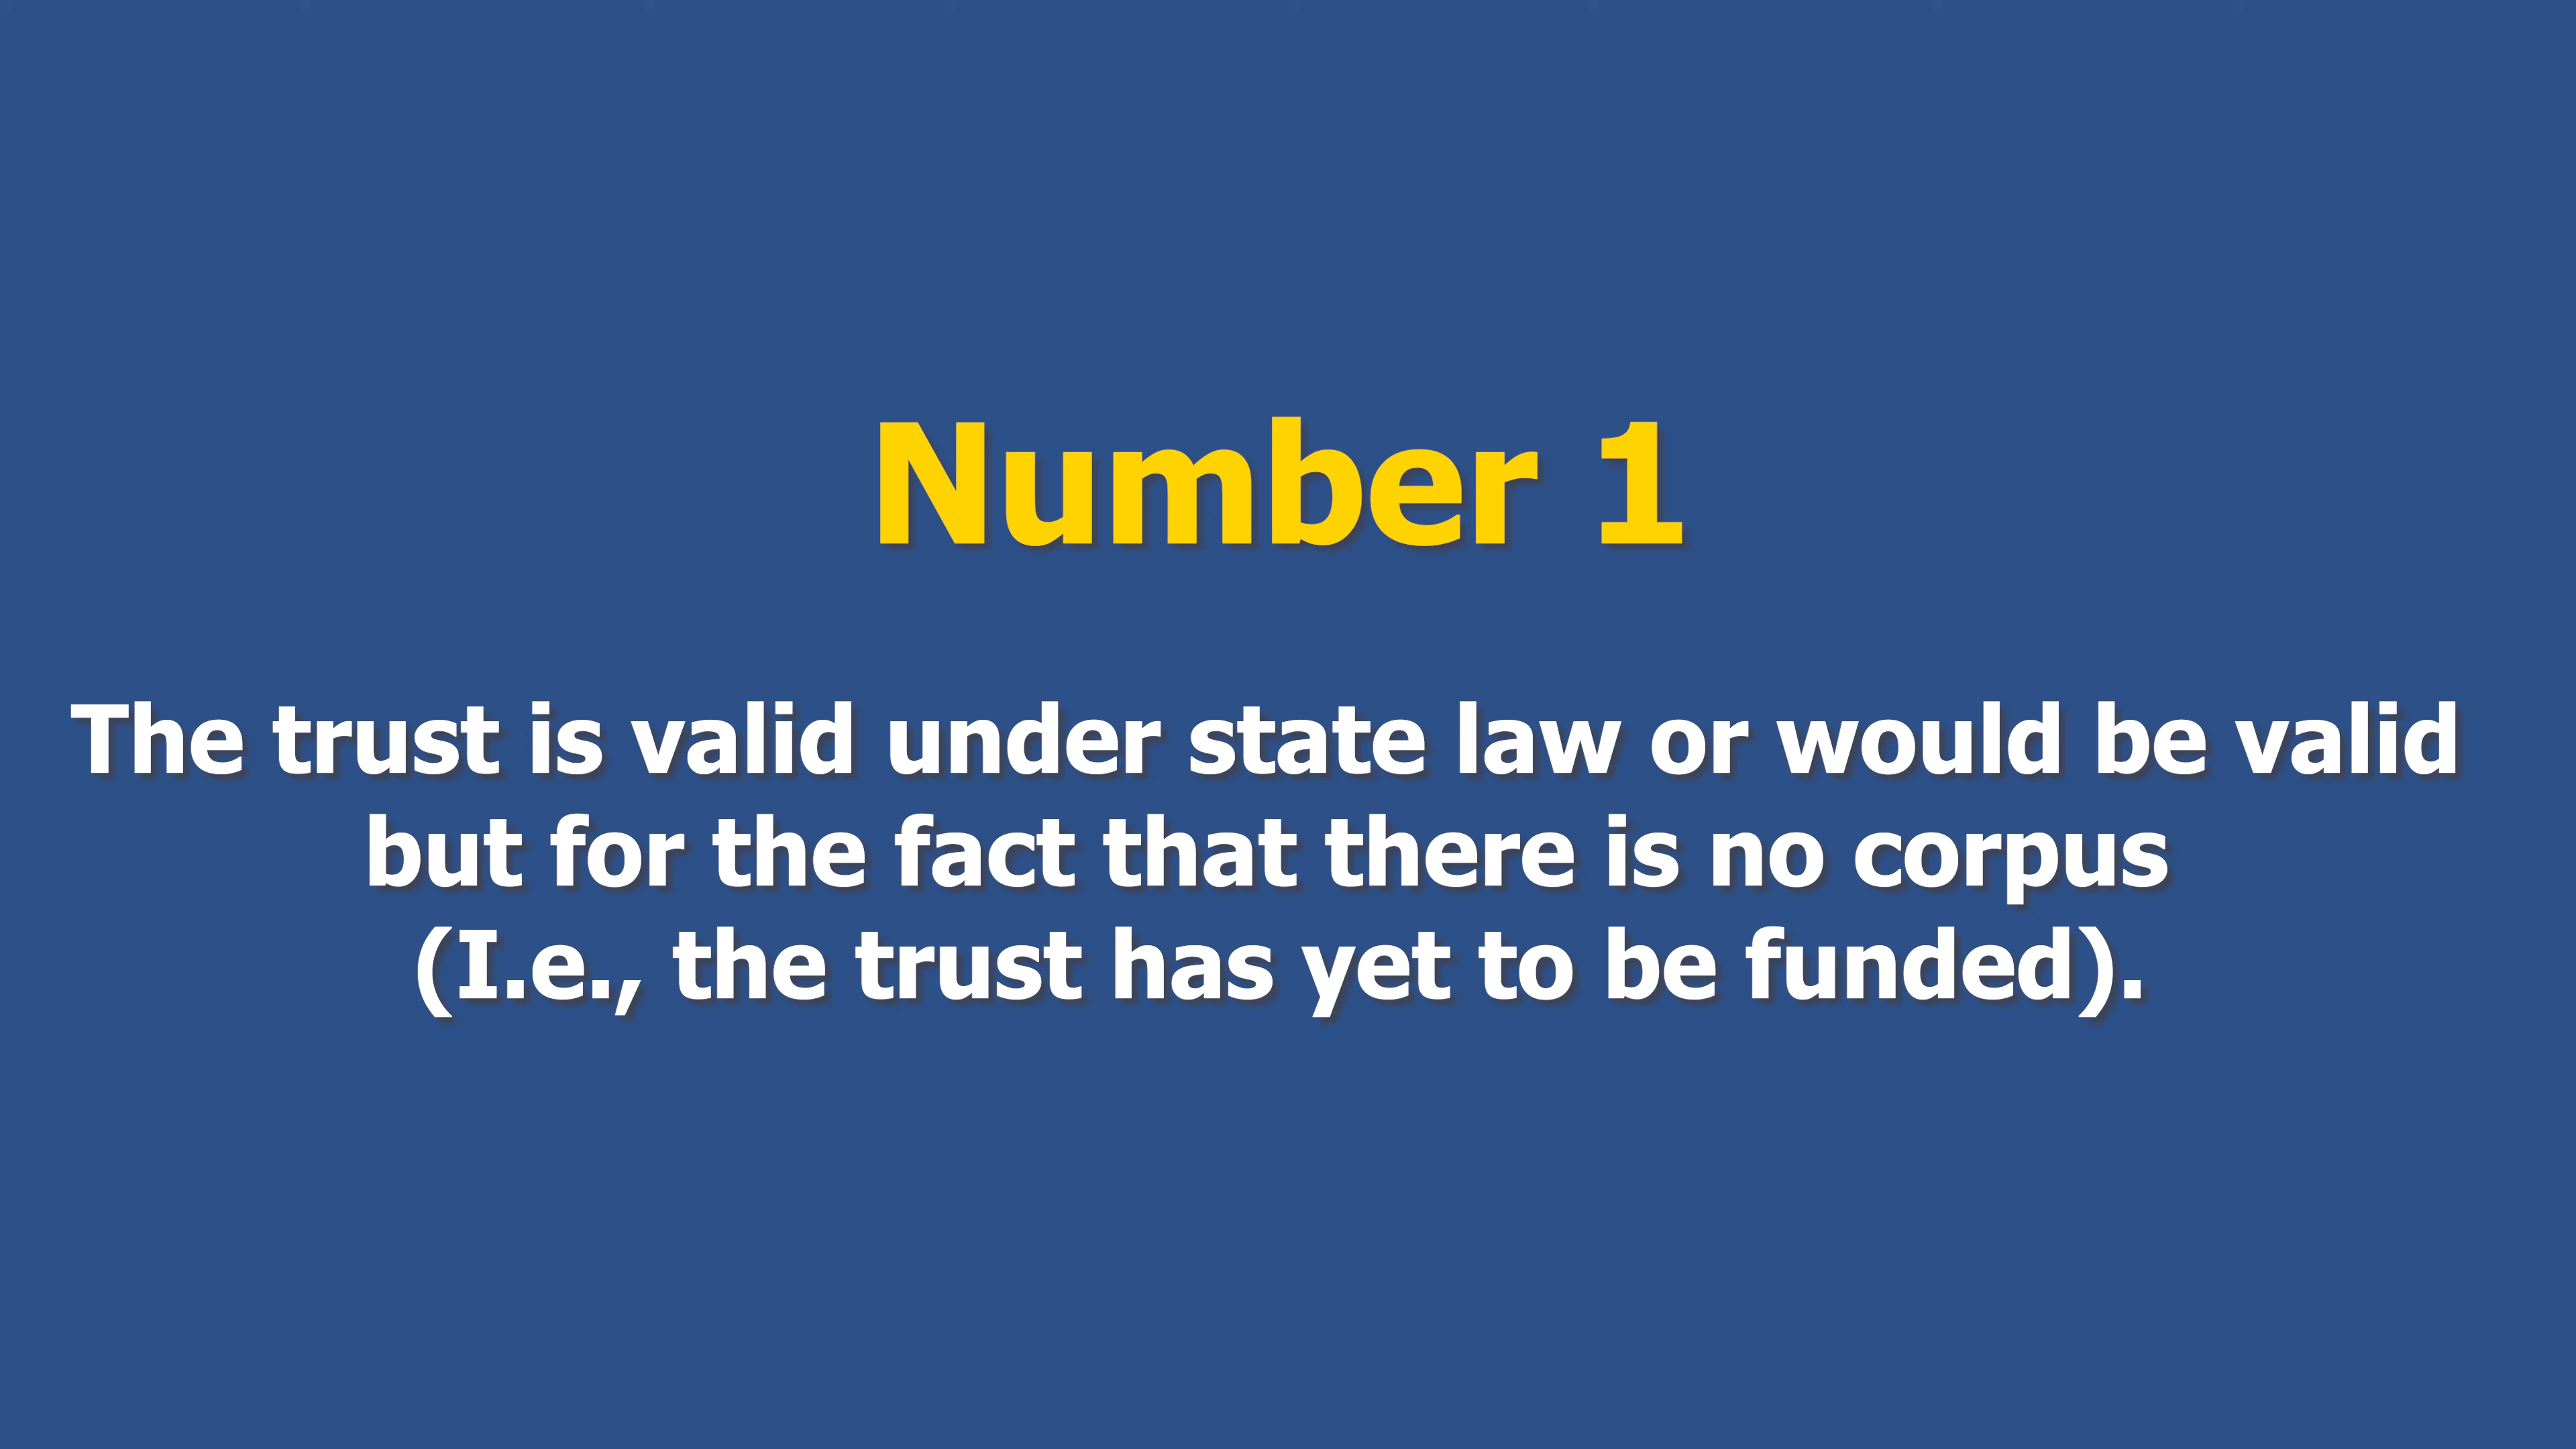 Number 1
The trust is valid under state law or would be valid
but for the fact that there is no corpus
(I.e., the trust has yet to be funded).